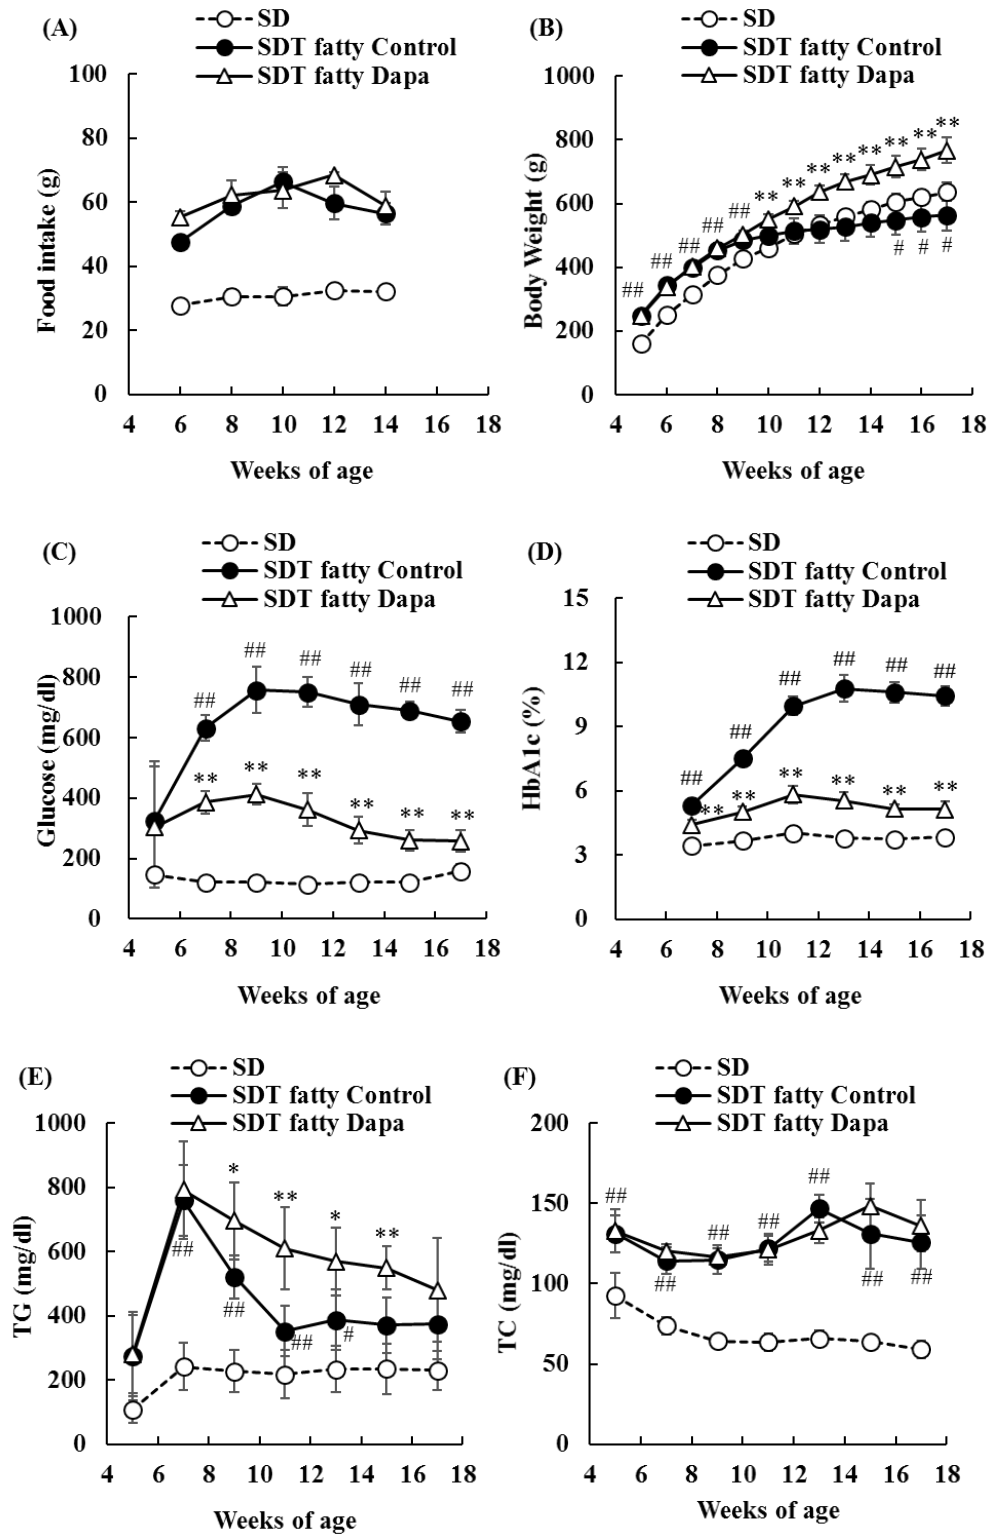 (A)
SD
SDT fatty Control
SDT fatty Dapa
100
80
60
40
20
0
Food intake (g)
4 6 8 10 12 14 16 18
Weeks of age
(B)
SD
SDT fatty Control
SDT fatty Dapa
1000
800
600
400
200
0
Body Weight (g)
## ## ## ## ## ** ** ** ** ** ** ** **
# # #
4 6 8 10 12 14 16 18
Weeks of age
(C)
SD
SDT fatty Control
SDT fatty Dapa
1000
800
600
400
200
0
Glucose (mg/dl)
## ## ## ## ## ##
** ** ** ** ** **
4 6 8 10 12 14 16 18
Weeks of age
(D)
SD
SDT fatty Control
SDT fatty Dapa
15
12
9
6
3
0
HbA1c (%)
## ## ## ## ## ##
** ** ** ** ** **
4 6 8 10 12 14 16 18
Weeks of age
(E)
SD
SDT fatty Control
SDT fatty Dapa
1000
800
600
400
200
0
TG (mg/dl)
* ** * **
## ## ## #
4 6 8 10 12 14 16 18
Weeks of age
(F)
SD
SDT fatty Control
SDT fatty Dapa
200
150
100
50
0
TC (mg/dl)
## ## ## ## ## ## ##
4 6 8 10 12 14 16 18
Weeks of age